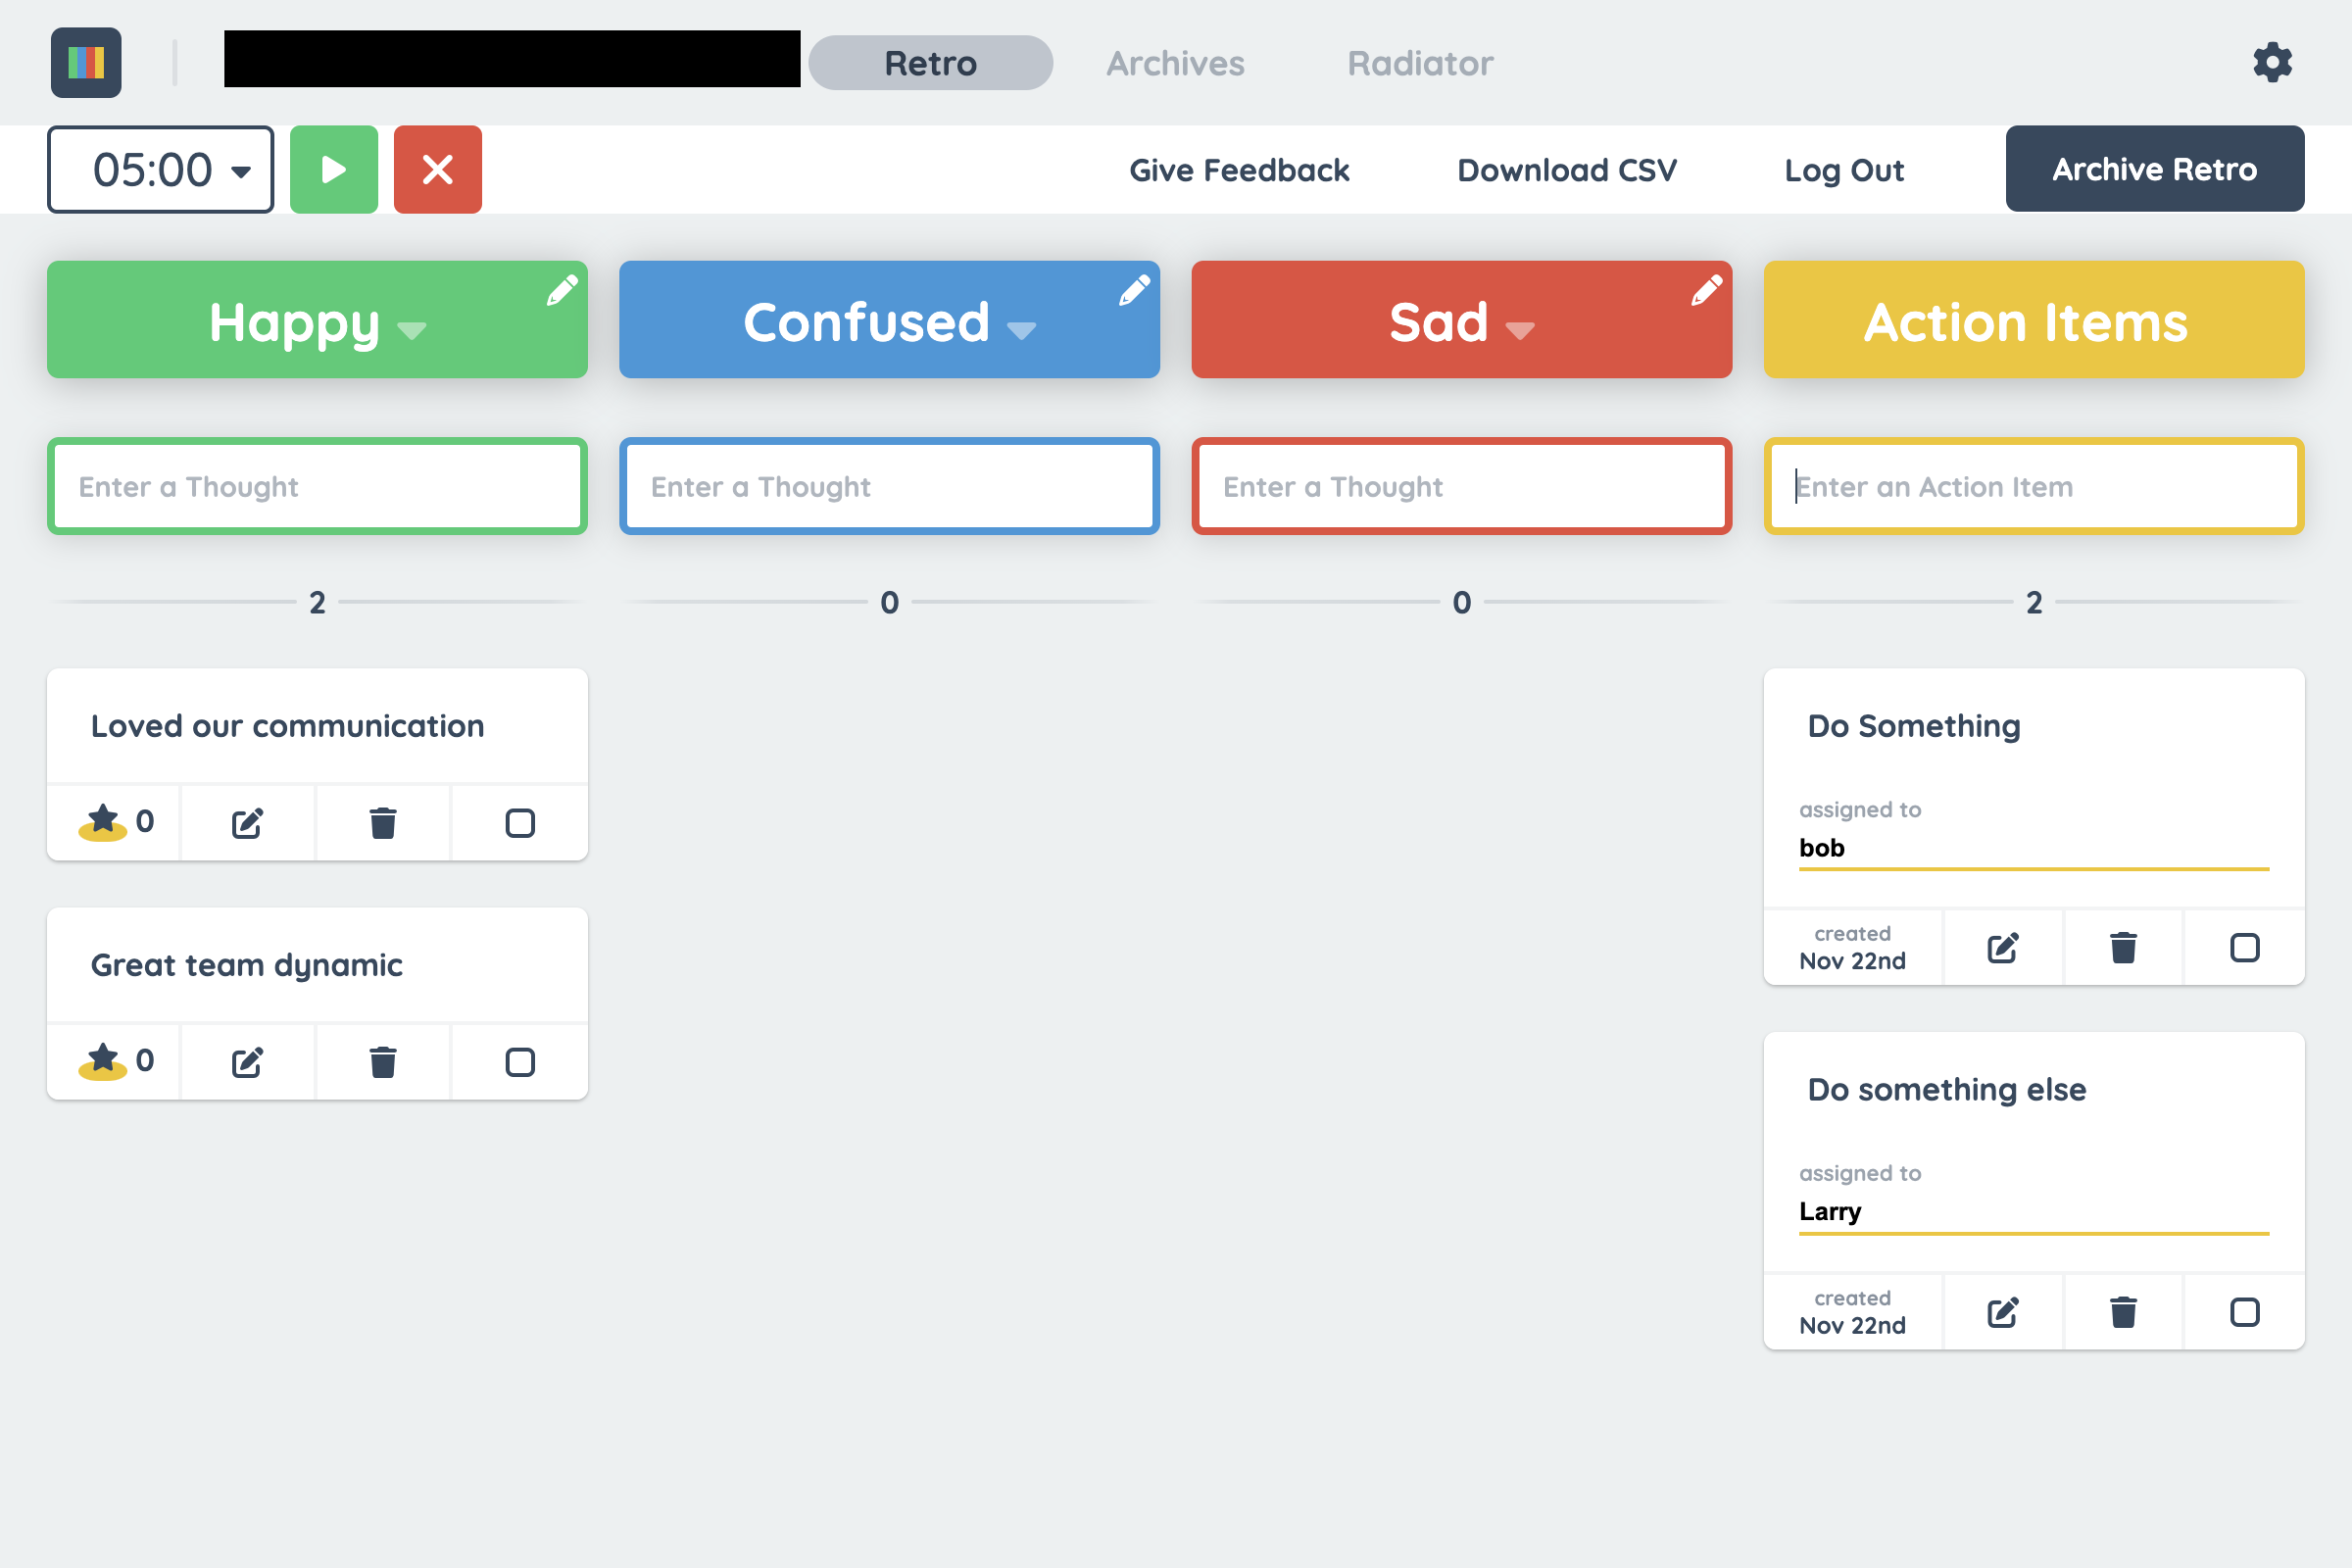 Retro
Archives
Radiator
05:00
Give Feedback
Download CSV
Log Out
Archive Retro
Happy
Confused
Sad
Action Items
Enter a Thought
Enter a Thought
Enter a Thought
Enter an Action Item
2
0
0
2
Loved our communication
0
Great team dynamic
0
Do Something
assigned to
bob
created
Nov 22nd
Do something else
assigned to
Larry
created
Nov 22nd